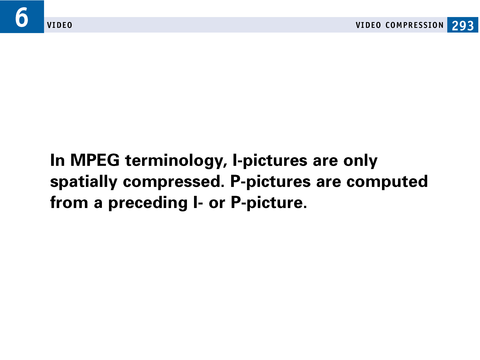 6 VIDEO VIDEO COMPRESSION 293
In MPEG terminology, I-pictures are only
spatially compressed. P-pictures are computed
from a preceding I- or P-picture.